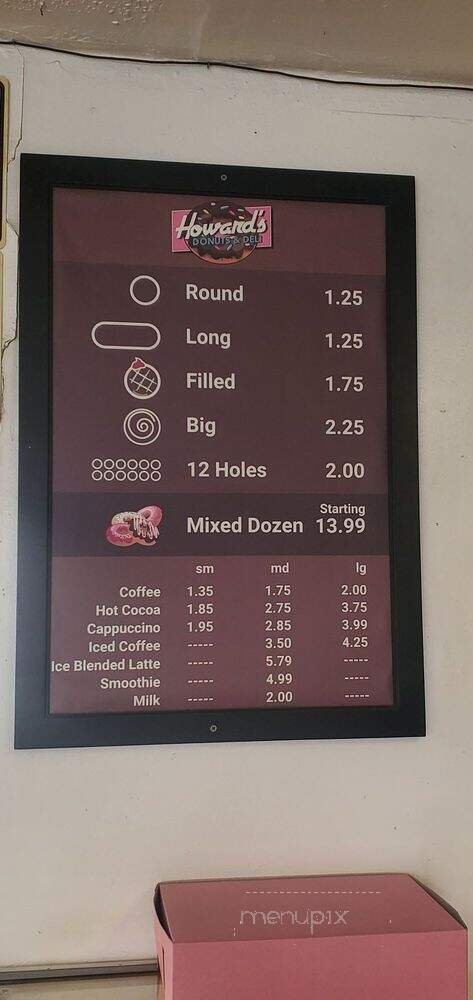 Howard's
DONUTS & DELI
Round 1.25
Long 1.25
Filled 1.75
Big 2.25
12 Holes 2.00
Starting
Mixed Dozen 13.99
sm md lg
Coffee 1.35 1.75 2.00
Hot Cocoa 1.85 2.75 3.75
Cappuccino 1.95 2.85 3.99
Iced Coffee ----- 3.50 4.25
Ice Blended Latte ----- 5.79 -----
Smoothie ----- 4.99 -----
Milk ----- 2.00 -----
menupix